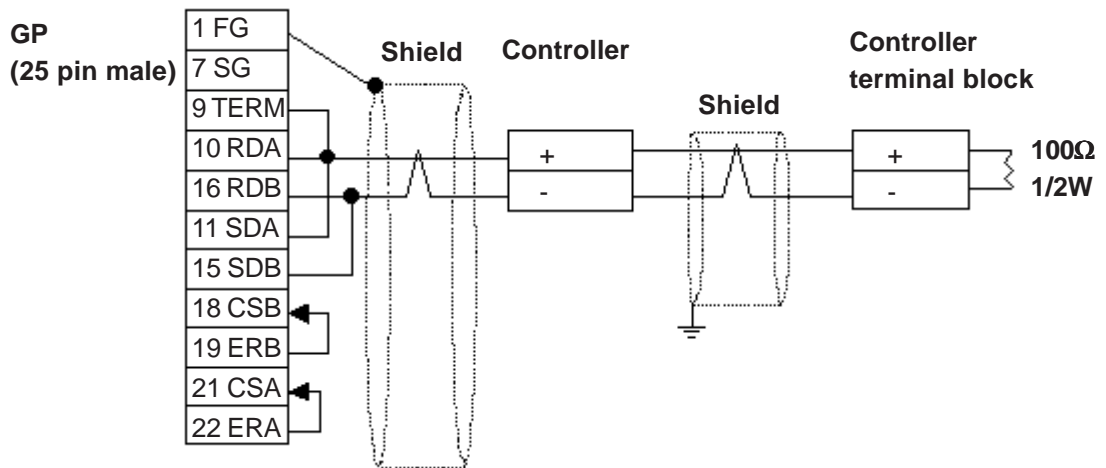 GP
(25 pin male)
1 FG
7 SG
9 TERM
10 RDA
16 RDB
11 SDA
15 SDB
18 CSB
19 ERB
21 CSA
22 ERA
Shield
Controller
+
-
Shield
Controller
terminal block
+
-
100Ω
1/2W